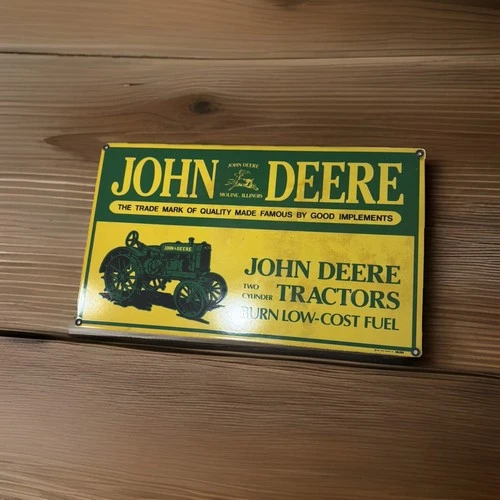 JOHN DEERE
JOHN DEERE
MOLINE, ILLINOIS
THE TRADE MARK OF QUALITY MADE FAMOUS BY GOOD IMPLEMENTS
JOHN DEERE
JOHN DEERE
TWO CYLINDER TRACTORS
BURN LOW-COST FUEL